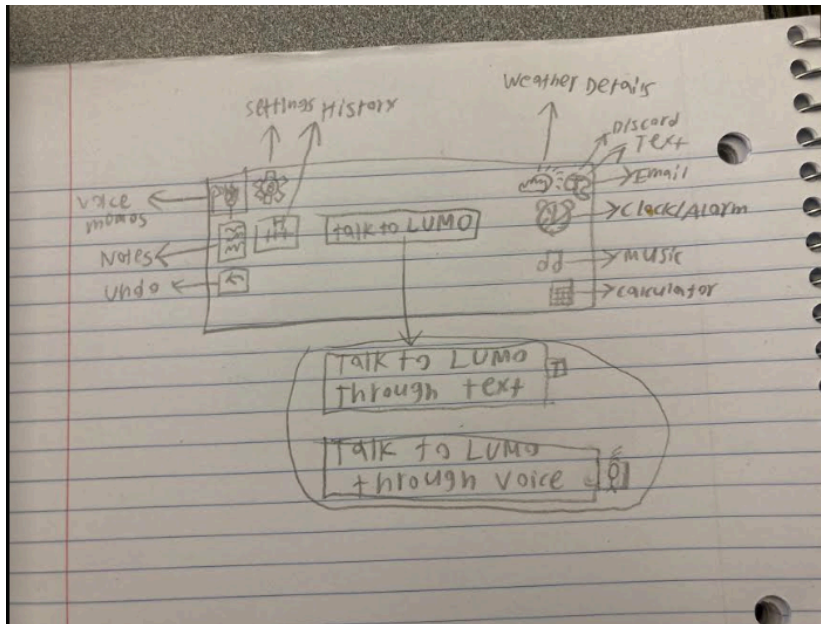 Weather Details
Settings History
Discord
Text
Email
Voice
momos
Clock/Alarm
Talk to LUMO
Notes
music
undo
calculator
Talk to LUMO
Through text
T
Talk to LUMO
through voice